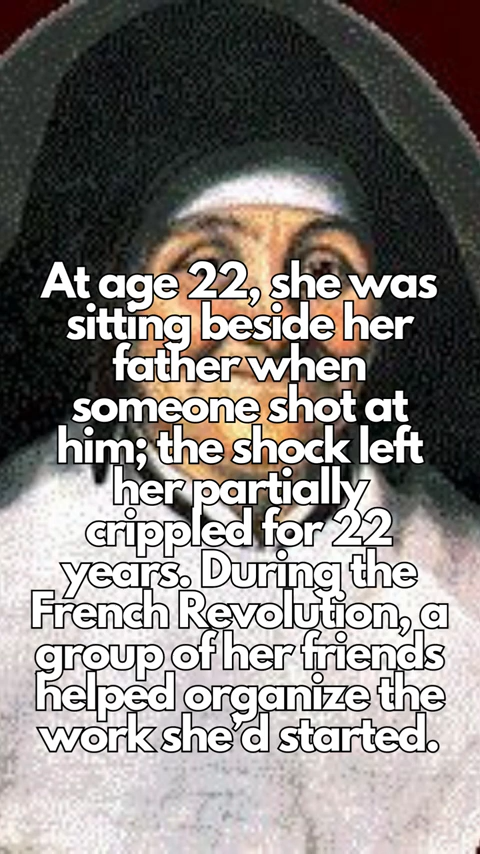 At age 22, she was
sitting beside her
father when
someone shot at
him; the shock left
her partially
crippled for 22
years. During the
French Revolution, a
group of her friends
helped organize the
work she'd started.